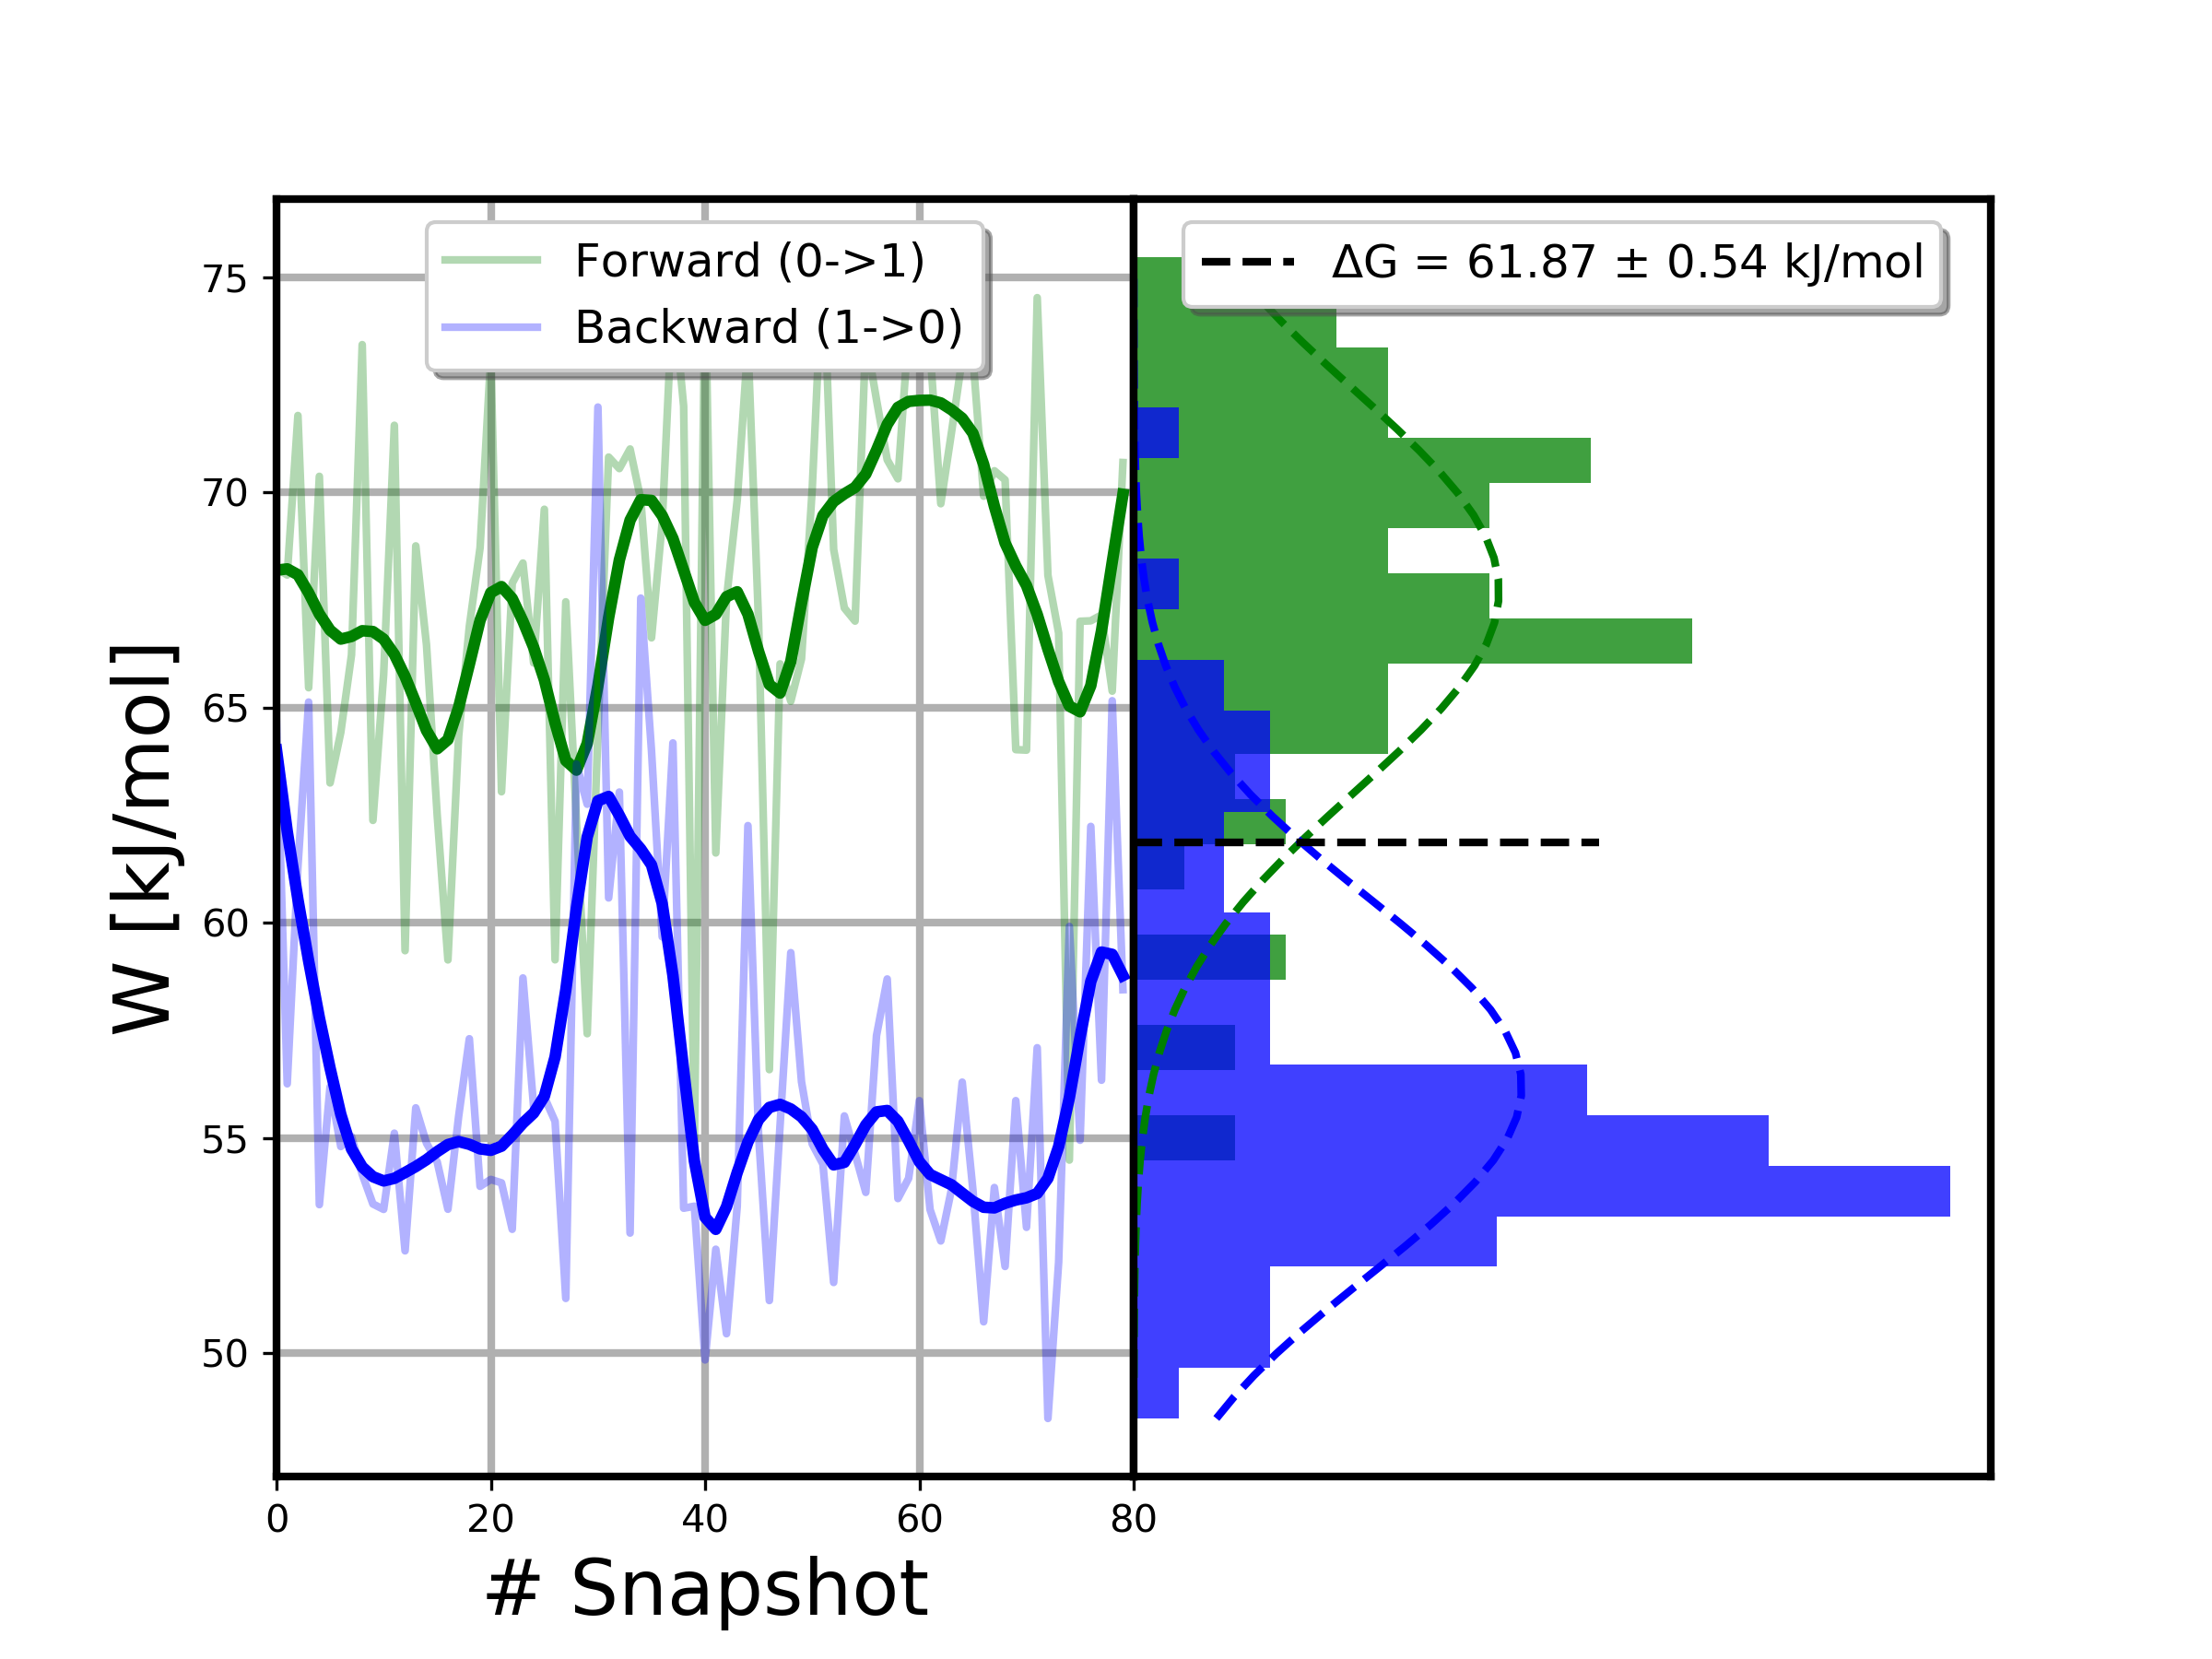 Forward (0->1)
Backward (1->0)
ΔG = 61.87 ± 0.54 kJ/mol
75
70
65
60
55
50
W [kJ/mol]
0 20 40 60 80
# Snapshot